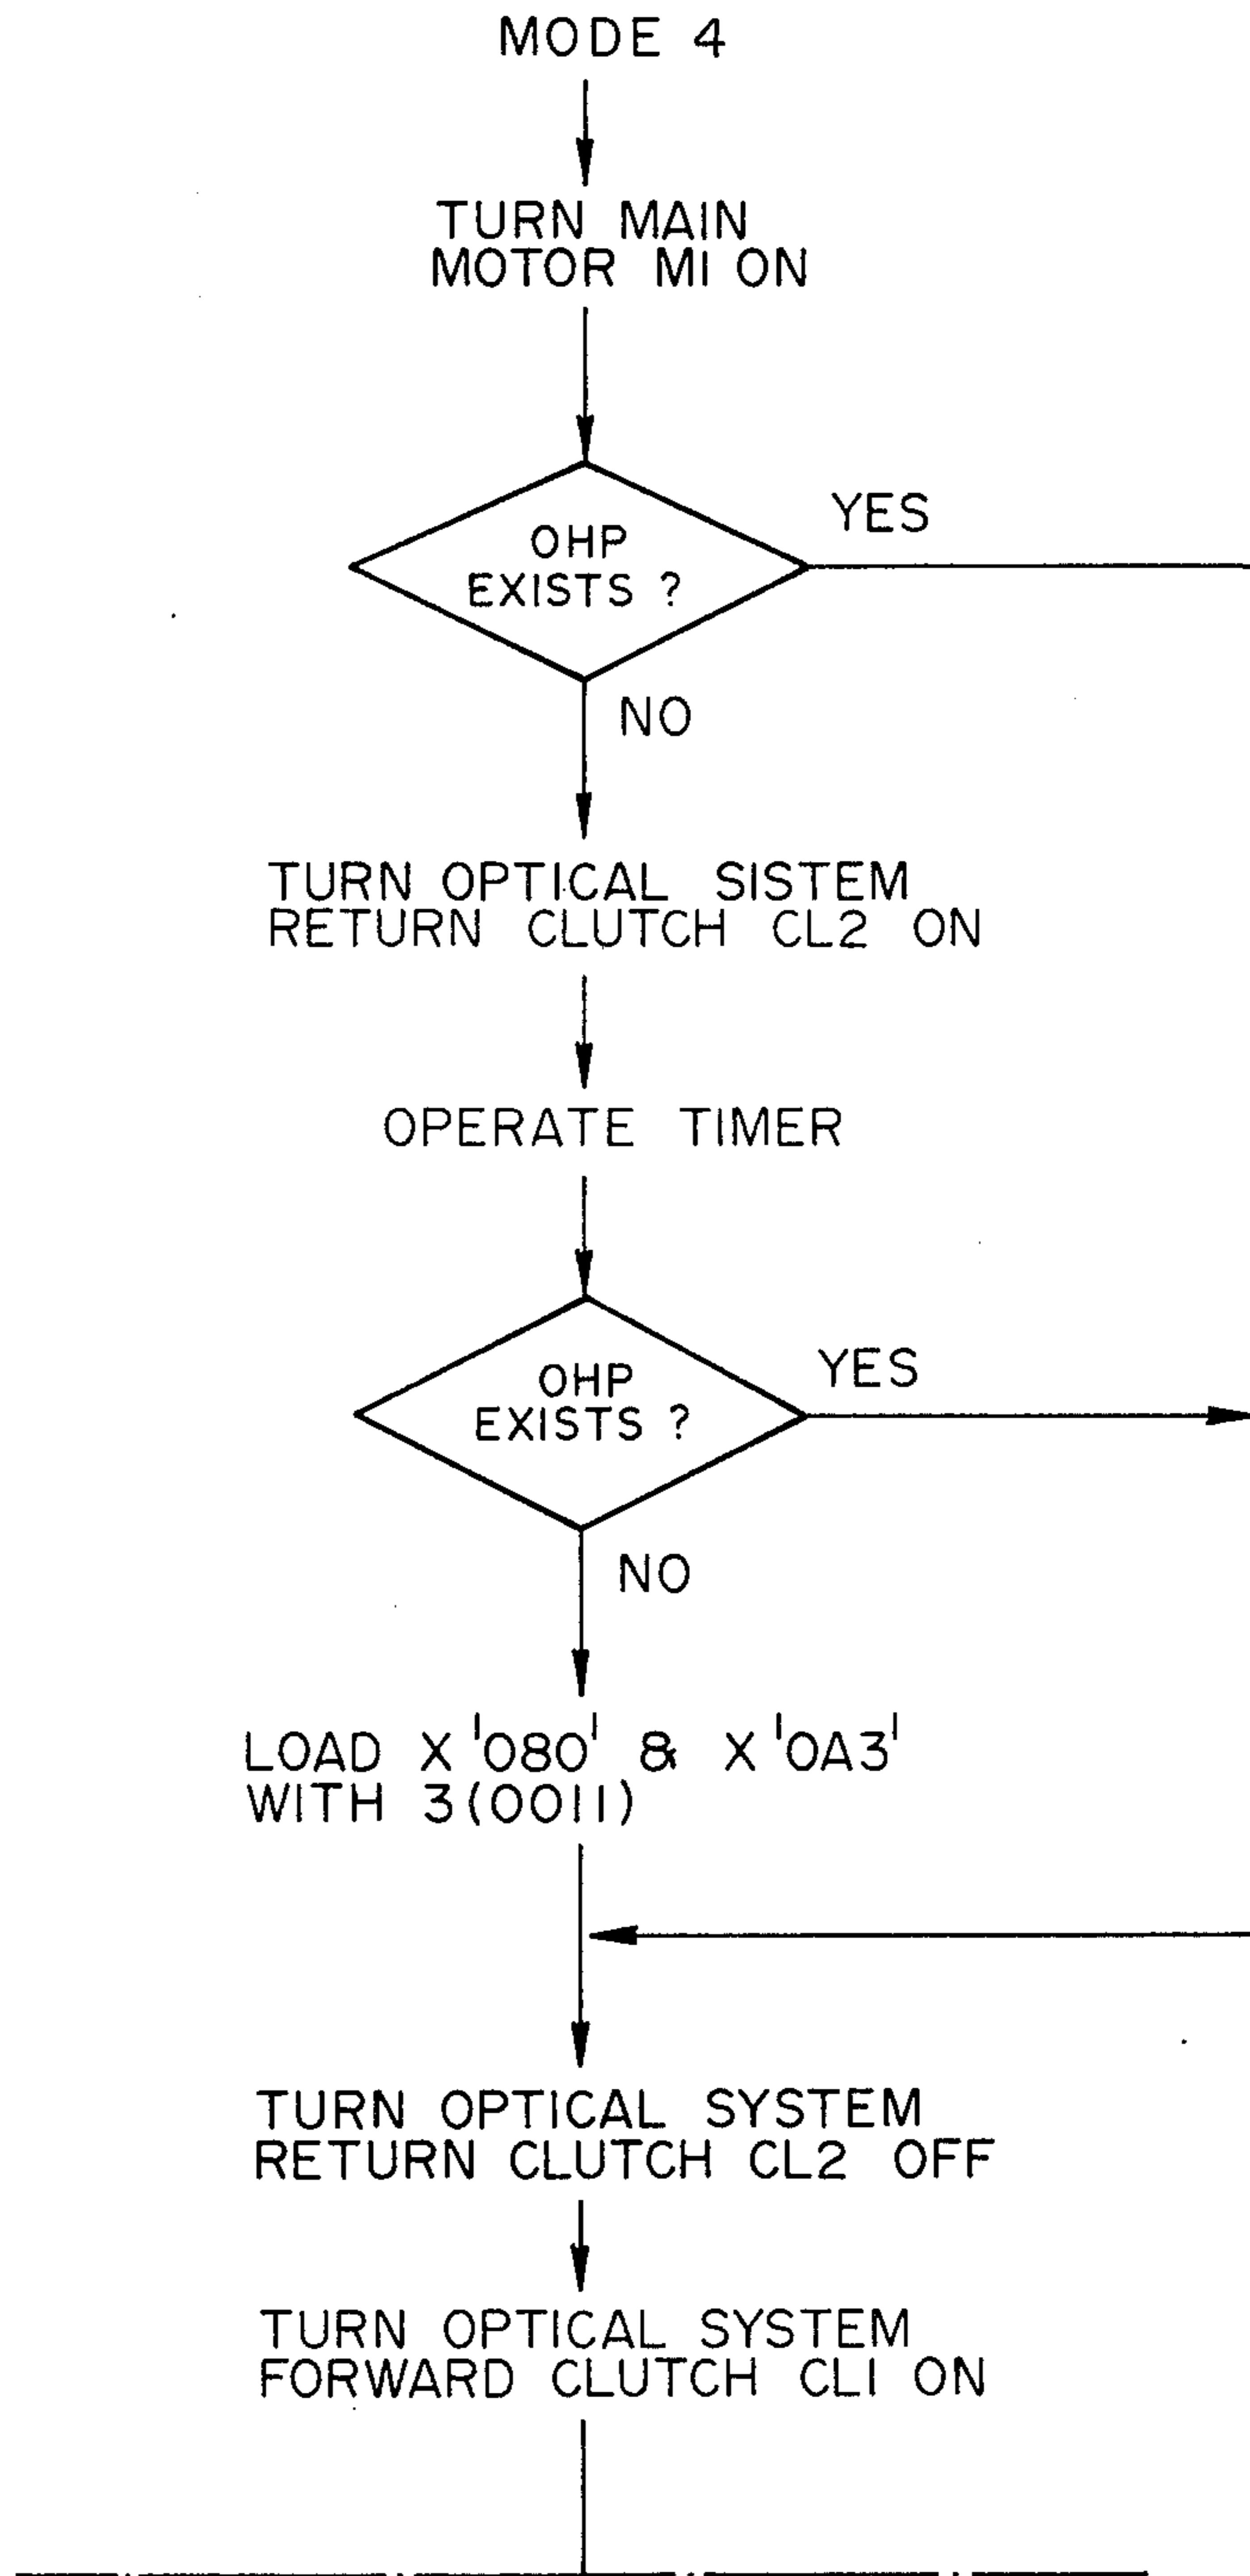 MODE 4
TURN MAIN
MOTOR M1 ON
OHP
EXISTS ?
YES
NO
TURN OPTICAL SISTEM
RETURN CLUTCH CL2 ON
OPERATE TIMER
OHP
EXISTS ?
YES
NO
LOAD X'080' & X'0A3'
WITH 3(0011)
TURN OPTICAL SYSTEM
RETURN CLUTCH CL2 OFF
TURN OPTICAL SYSTEM
FORWARD CLUTCH CL1 ON